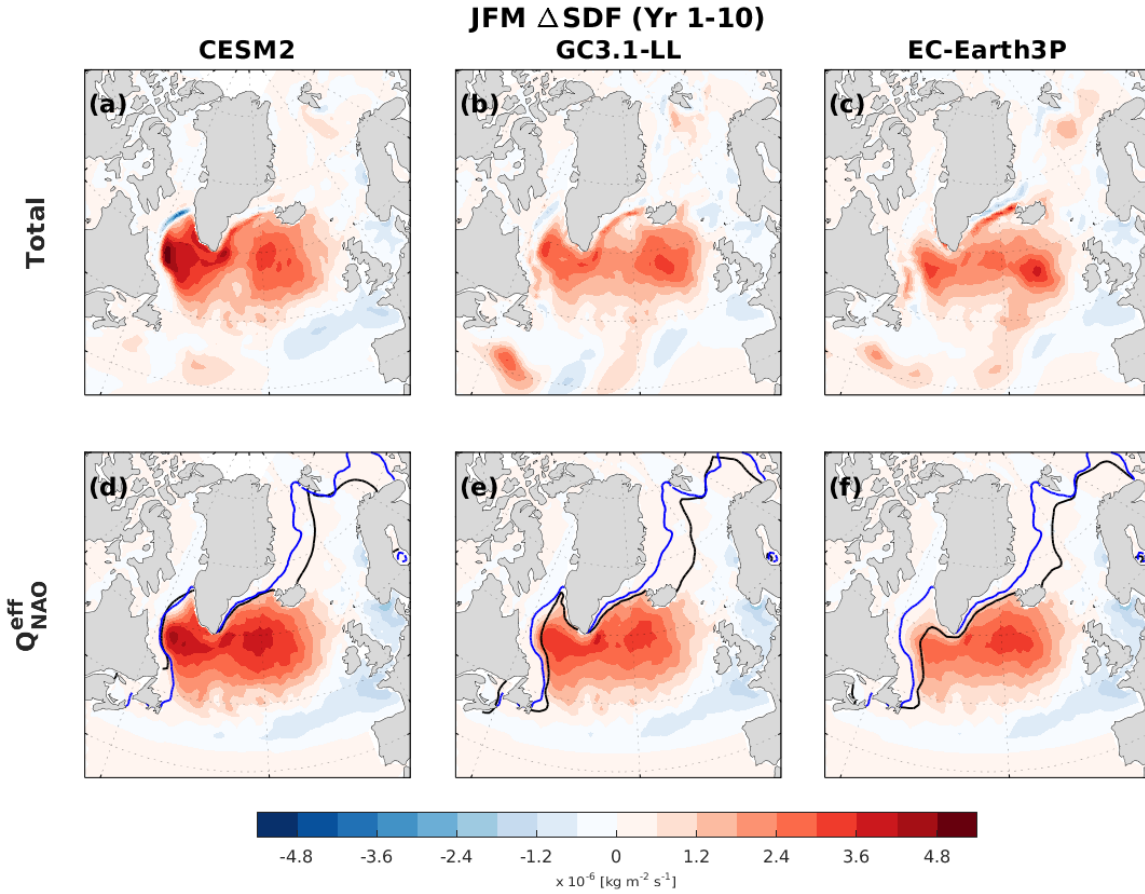 JFM △SDF (Yr 1-10)
CESM2 GC3.1-LL EC-Earth3P
Total
(a) (b) (c)
Q^eff_NAO
(d) (e) (f)
-4.8 -3.6 -2.4 -1.2 0 1.2 2.4 3.6 4.8
x 10^-6 [kg m^-2 s^-1]